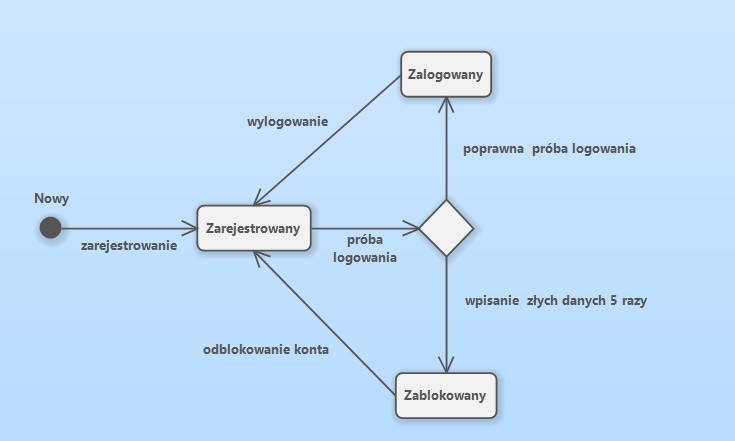 Zalogowany
wylogowanie
poprawna  próba logowania
Nowy
Zarejestrowany
zarejestrowanie
próba
logowania
wpisanie  złych danych 5 razy
odblokowanie konta
Zablokowany